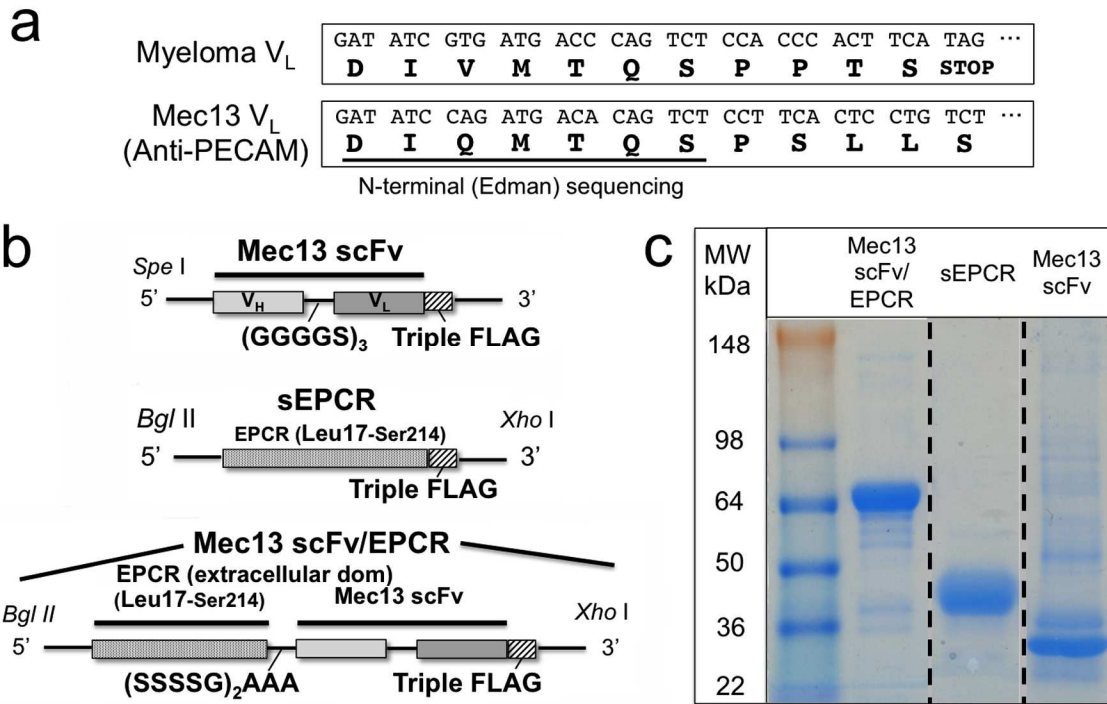 a
Myeloma VL
GAT ATC GTG ATG ACC CAG TCT CCA CCC ACT TCA TAG ...
D I V M T Q S P P T S STOP
Mec13 VL
(Anti-PECAM)
GAT ATC CAG ATG ACA CAG TCT CCT TCA CTC CTG TCT ...
D I Q M T Q S P S L L S
N-terminal (Edman) sequencing
b
Mec13 scFv
Spe I
5’ VH VL 3’
(GGGGS)3 Triple FLAG
sEPCR
Bgl II Xho I
EPCR (Leu17-Ser214)
5’ 3’
Triple FLAG
Mec13 scFv/EPCR
EPCR (extracellular dom)
(Leu17-Ser214) Mec13 scFv
Bgl II Xho I
5’ 3’
(SSSSG)2AAA Triple FLAG
c
MW
kDa
Mec13
scFv/
EPCR
sEPCR
Mec13
scFv
148
98
64
50
36
22